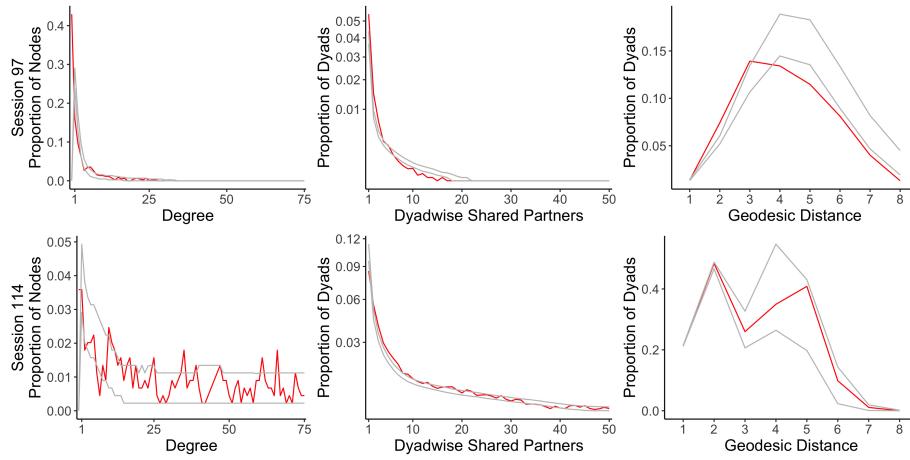 Session 97
Proportion of Nodes
0.4
0.3
0.2
0.1
0.0
1 25 50 75
Degree
Proportion of Dyads
0.05
0.04
0.03
0.02
0.01
1 10 20 30 40 50
Dyadwise Shared Partners
Proportion of Dyads
0.15
0.10
0.05
1 2 3 4 5 6 7 8
Geodesic Distance
Session 114
Proportion of Nodes
0.05
0.04
0.03
0.02
0.01
0.00
1 25 50 75
Degree
Proportion of Dyads
0.12
0.09
0.06
0.03
1 10 20 30 40 50
Dyadwise Shared Partners
Proportion of Dyads
0.4
0.2
0.0
1 2 3 4 5 6 7 8
Geodesic Distance